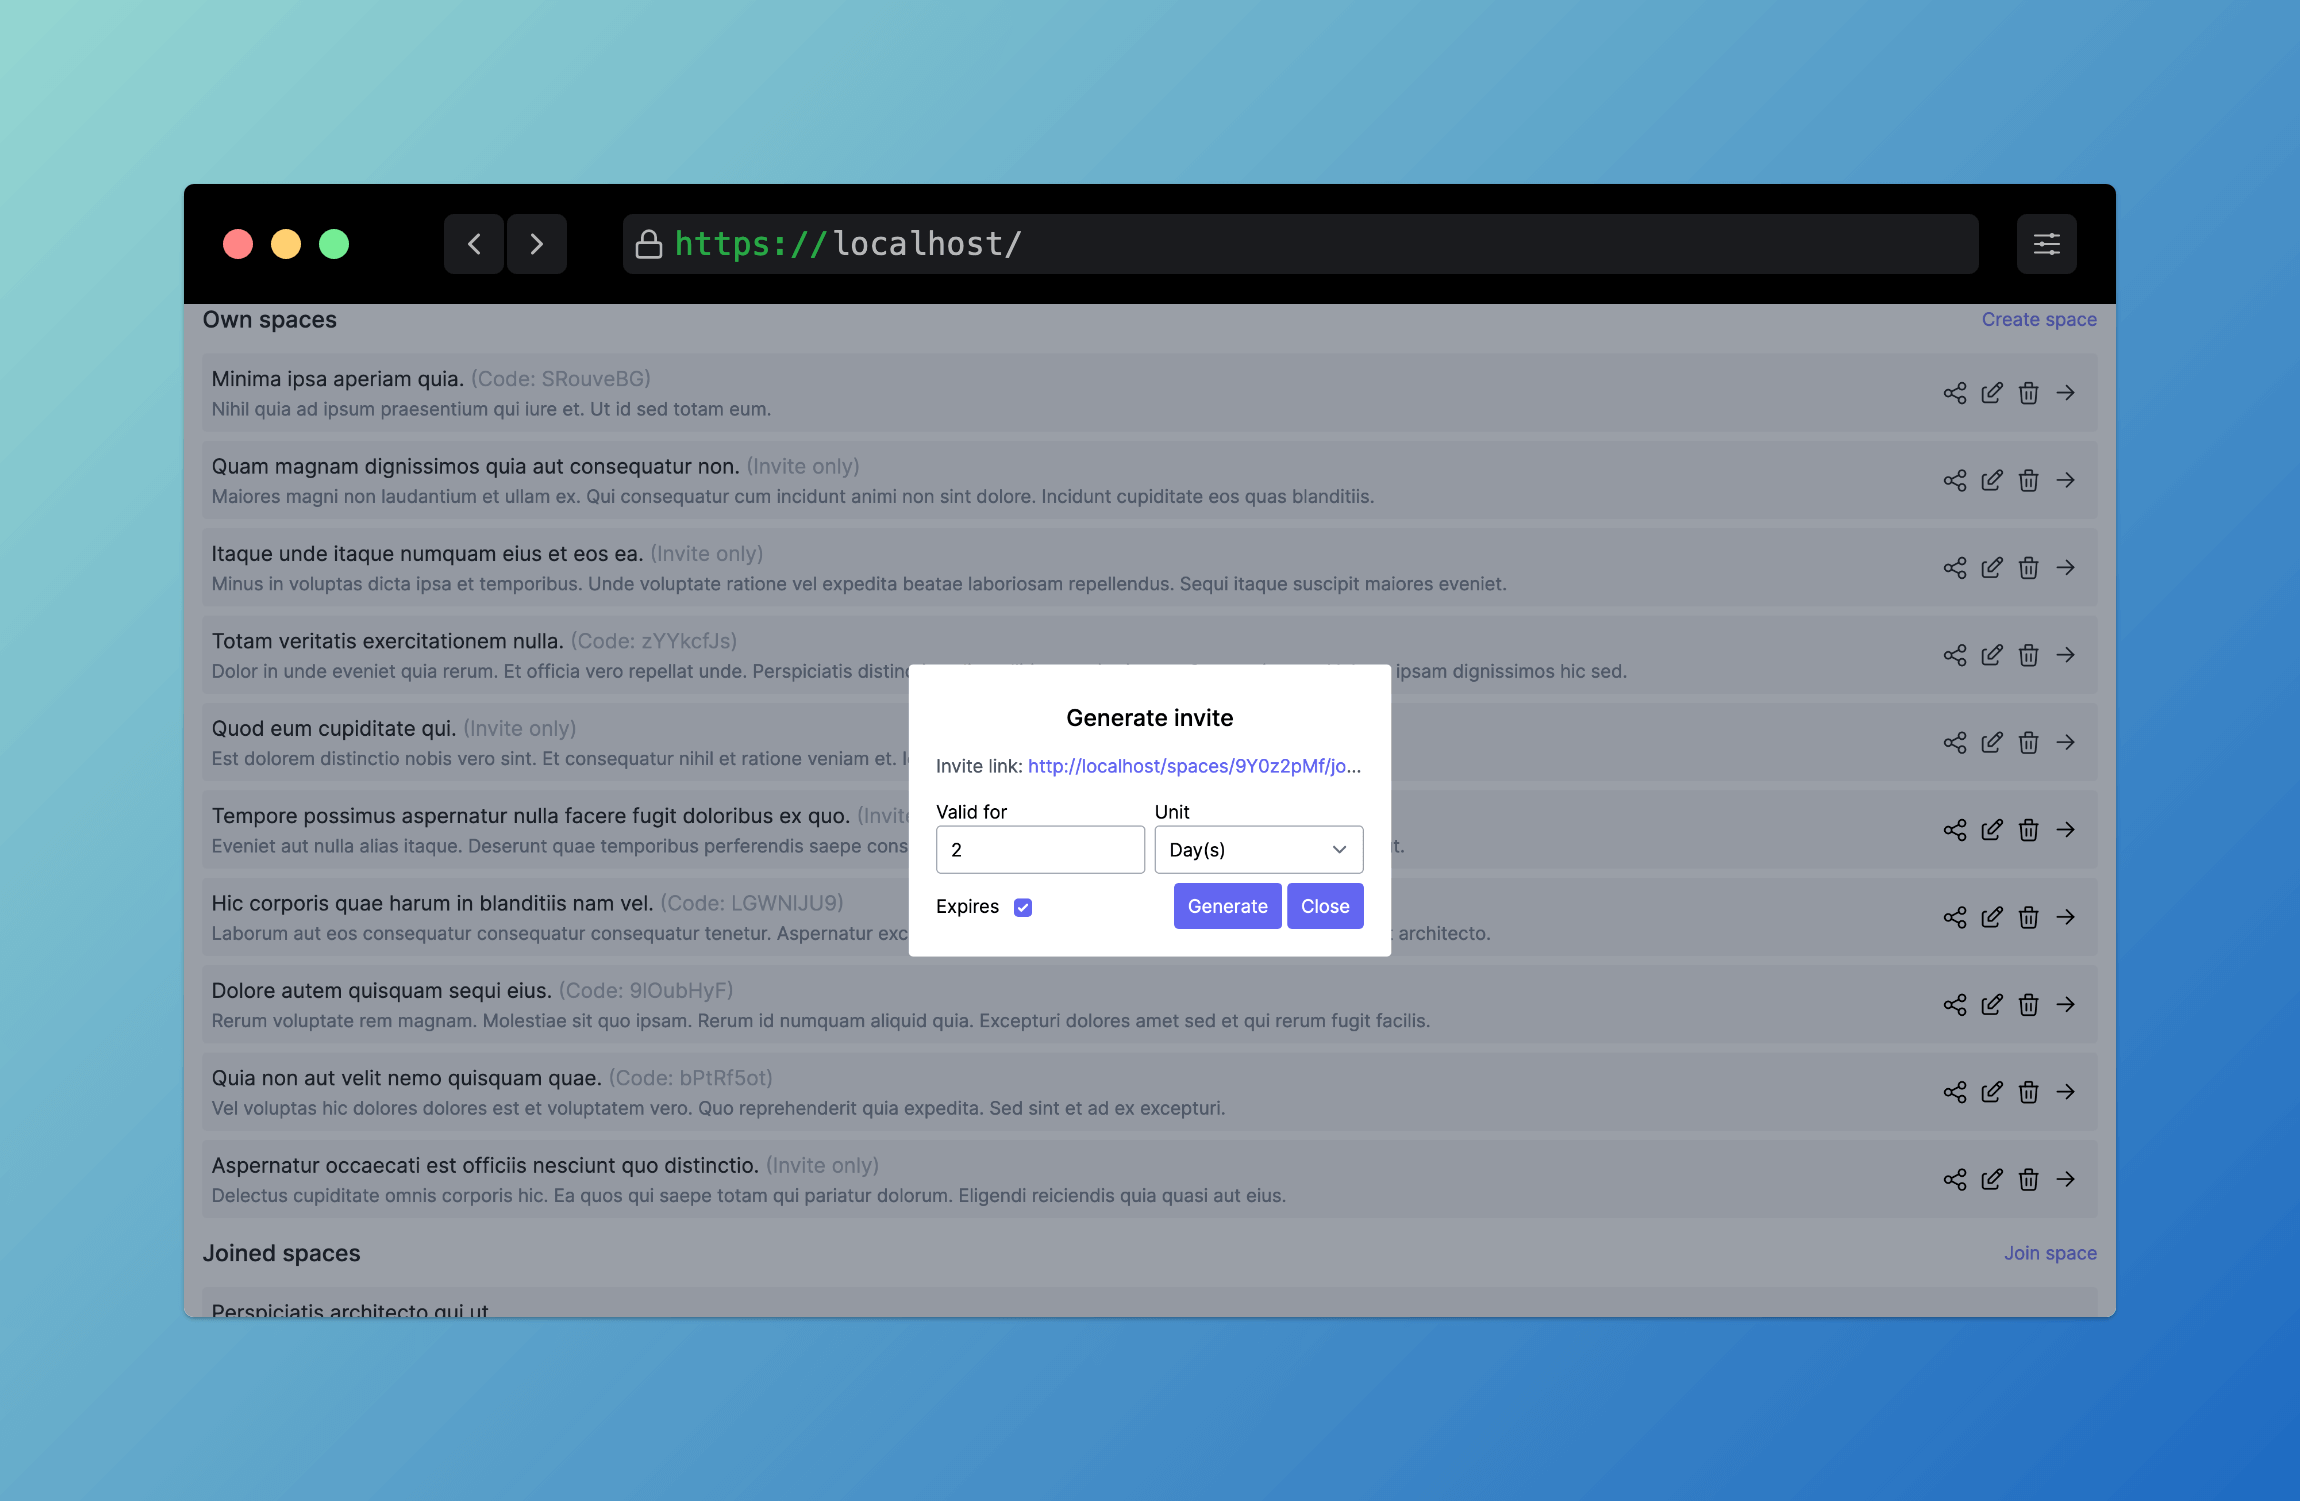 https://localhost/
Own spaces
Create space
Minima ipsa aperiam quia. (Code: SRouveBG)
Nihil quia ad ipsum praesentium qui iure et. Ut id sed totam eum.
Quam magnam dignissimos quia aut consequatur non. (Invite only)
Maiores magni non laudantium et ullam ex. Qui consequatur cum incidunt animi non sint dolore. Incidunt cupiditate eos quas blanditiis.
Itaque unde itaque numquam eius et eos ea. (Invite only)
Minus in voluptas dicta ipsa et temporibus. Unde voluptate ratione vel expedita beatae laboriosam repellendus. Sequi itaque suscipit maiores eveniet.
Totam veritatis exercitationem nulla. (Code: zYYkcfJs)
Dolor in unde eveniet quia rerum. Et officia vero repellat unde. Perspiciatis ipsam dignissimos hic sed.
Quod eum cupiditate qui. (Invite only)
Est dolorem distinctio nobis vero sint. Et consequatur nihil et ratione veniam et.
Tempore possimus aspernatur nulla facere fugit doloribus ex quo.
Eveniet aut nulla alias itaque. Deserunt quae temporibus perferendis saepe
Hic corporis quae harum in blanditiis nam vel. (Code: LGWNlJU9)
Laborum aut eos consequatur consequatur consequatur tenetur. Aspernatur architecto.
Dolore autem quisquam sequi eius. (Code: 9lOubHyF)
Rerum voluptate rem magnam. Molestiae sit quo ipsam. Rerum id numquam aliquid quia. Excepturi dolores amet sed et qui rerum fugit facilis.
Quia non aut velit nemo quisquam quae. (Code: bPtRf5ot)
Vel voluptas hic dolores dolores est et voluptatem vero. Quo reprehenderit quia expedita. Sed sint et ad ex excepturi.
Aspernatur occaecati est officiis nesciunt quo distinctio. (Invite only)
Delectus cupiditate omnis corporis hic. Ea quos qui saepe totam qui pariatur dolorum. Eligendi reiciendis quia quasi aut eius.
Joined spaces
Join space
Perspiciatis architecto qui ut
Generate invite
Invite link: http://localhost/spaces/9Y0z2pMf/jo...
Valid for
Unit
2
Day(s)
Expires
Generate
Close